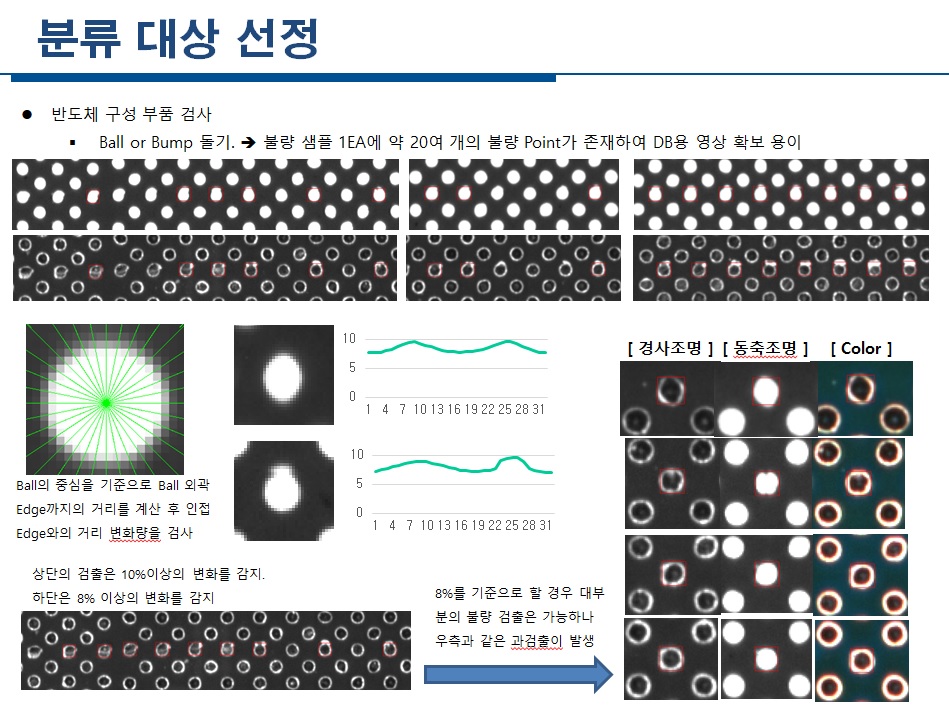 분류 대상 선정
● 반도체 구성 부품 검사
▪ Ball or Bump 돌기. ➔ 불량 샘플 1EA에 약 20여 개의 불량 Point가 존재하여 DB용 영상 확보 용이
10
5
0
1 4 7 10 13 16 19 22 25 28 31
10
5
0
1 4 7 10 13 16 19 22 25 28 31
[ 경사조명 ] [ 동축조명 ] [ Color ]
Ball의 중심을 기준으로 Ball 외곽
Edge까지의 거리를 계산 후 인접
Edge와의 거리 변화량을 검사
상단의 검출은 10%이상의 변화를 감지.
하단은 8% 이상의 변화를 감지
8%를 기준으로 할 경우 대부
분의 불량 검출은 가능하나
우측과 같은 과검출이 발생